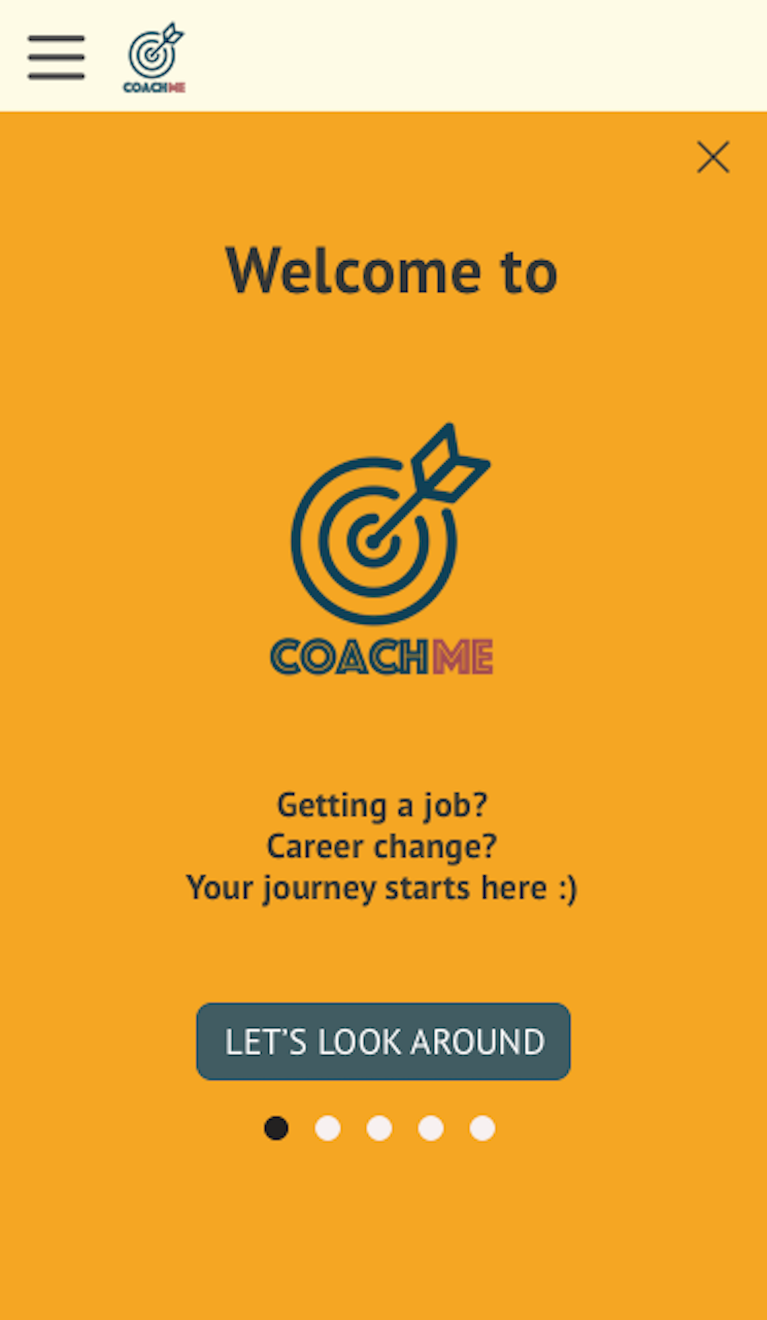 COACHME
Welcome to
COACHME
Getting a job?
Career change?
Your journey starts here :)
LET’S LOOK AROUND